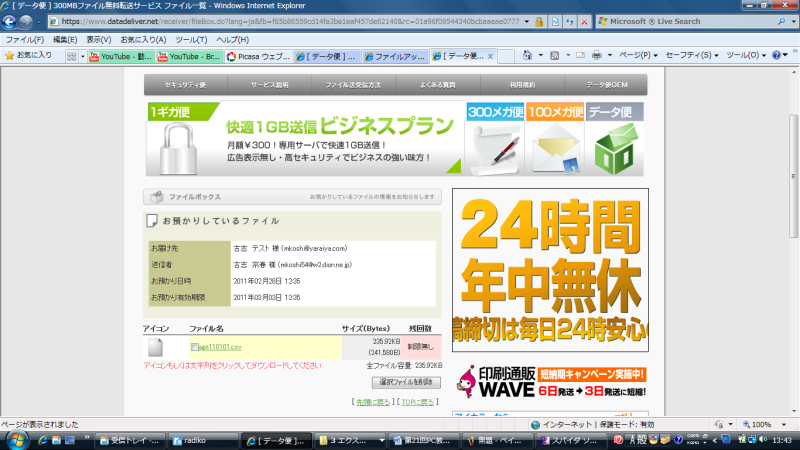 [ データ便 ] 300MBファイル無料転送サービス ファイル一覧 - Windows Internet Explorer
https://www.datadeliver.net/receiver/fileBox.do?lang=ja&fb=f65b86559cd14fa3be1eaf457de62140&rc=01a96f09544340bcbaaeae0777
Microsoft Live Search
ファイル(F) 編集(E) 表示(V) お気に入り(A) ツール(T) ヘルプ(H)
お気に入り YouTube - 動... YouTube - Br... Picasa ウェブ... [ データ便 ] ... ファイルアッ... [ データ便 ]... ページ(P) セーフティ(S) ツール(O)
セキュリティ便 サービス説明 ファイル送受信方法 よくある質問 利用規約 データ便OEM
1ギガ便 快適1GB送信 ビジネスプラン 300メガ便 100メガ便 データ便
月額¥300！専用サーバで快速1GB送信！
広告表示無し・高セキュリティでビジネスの強い味方！
ファイルボックス お預かりしているファイルの情報をお知らせします
お預かりしているファイル
お届け先 古志 テスト 様 (mkoshi@yaraiya.com)
送信者 古志 宗春 様 (mkoshi54@w2.dion.ne.jp)
お預かり日時 2011年02月28日 12:35
お預かり有効期限 2011年03月03日 12:35
アイコン ファイル名 サイズ(Bytes) 残回数
110101.csv 235.92KB (241,580B) 制限無し
アイコンもしくは文字列をクリックしてダウンロードしてください 全ファイル容量: 235.92KB
選択ファイルを削除
[ 先頭に戻る ] [ TOPに戻る ]
24時間
年中無休
高締切は毎日24時安心の
印刷通販 WAVE
短納期キャンペーン実施中!
6日発送→3日発送に短縮!
ページが表示されました インターネット | 保護モード: 有効 100%
受信トレイ - ... radiko [ データ便 ]... 3 エクス... 第21回PC教... 無題 - ペイ... スパイダ ソ... A 般 13:43